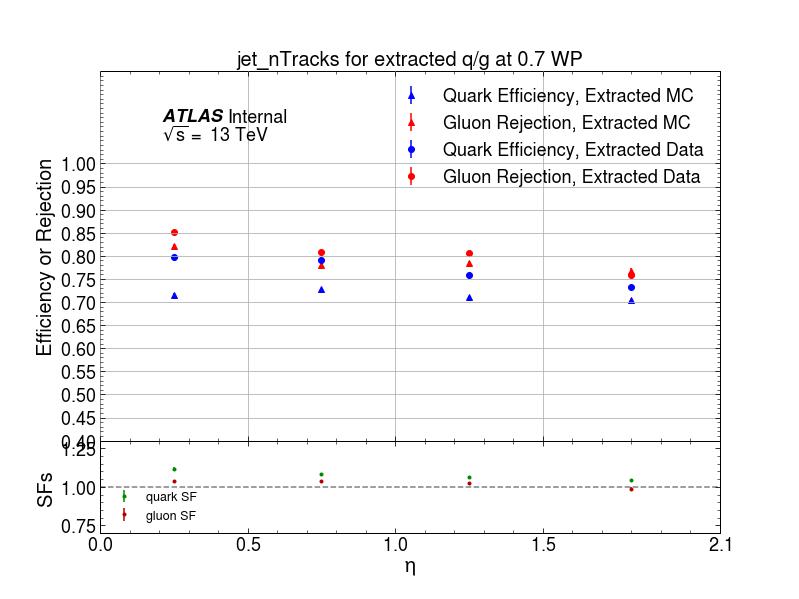 jet_nTracks for extracted q/g at 0.7 WP
ATLAS Internal
√s = 13 TeV
Quark Efficiency, Extracted MC
Gluon Rejection, Extracted MC
Quark Efficiency, Extracted Data
Gluon Rejection, Extracted Data
Efficiency or Rejection
1.00
0.95
0.90
0.85
0.80
0.75
0.70
0.65
0.60
0.55
0.50
0.45
0.40
SFs
1.25
1.00
0.75
quark SF
gluon SF
0.0 0.5 1.0 1.5 2.1
η